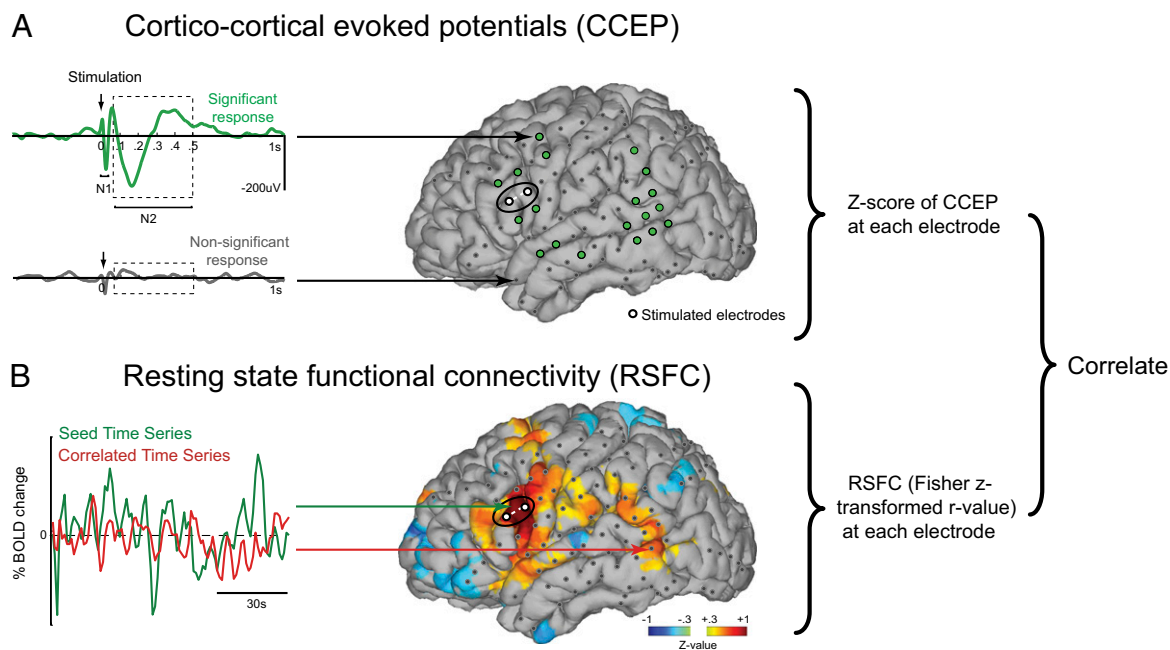 A
Cortico-cortical evoked potentials (CCEP)
Stimulation
Significant
response
0 .1 .2 .3 .4 .5
1s
N1
-200uV
N2
Non-significant
response
0
1s
Stimulated electrodes
Z-score of CCEP
at each electrode
Correlate
B
Resting state functional connectivity (RSFC)
Seed Time Series
Correlated Time Series
% BOLD change
0
30s
-1 -.3 +.3 +1
Z-value
RSFC (Fisher z-
transformed r-value)
at each electrode